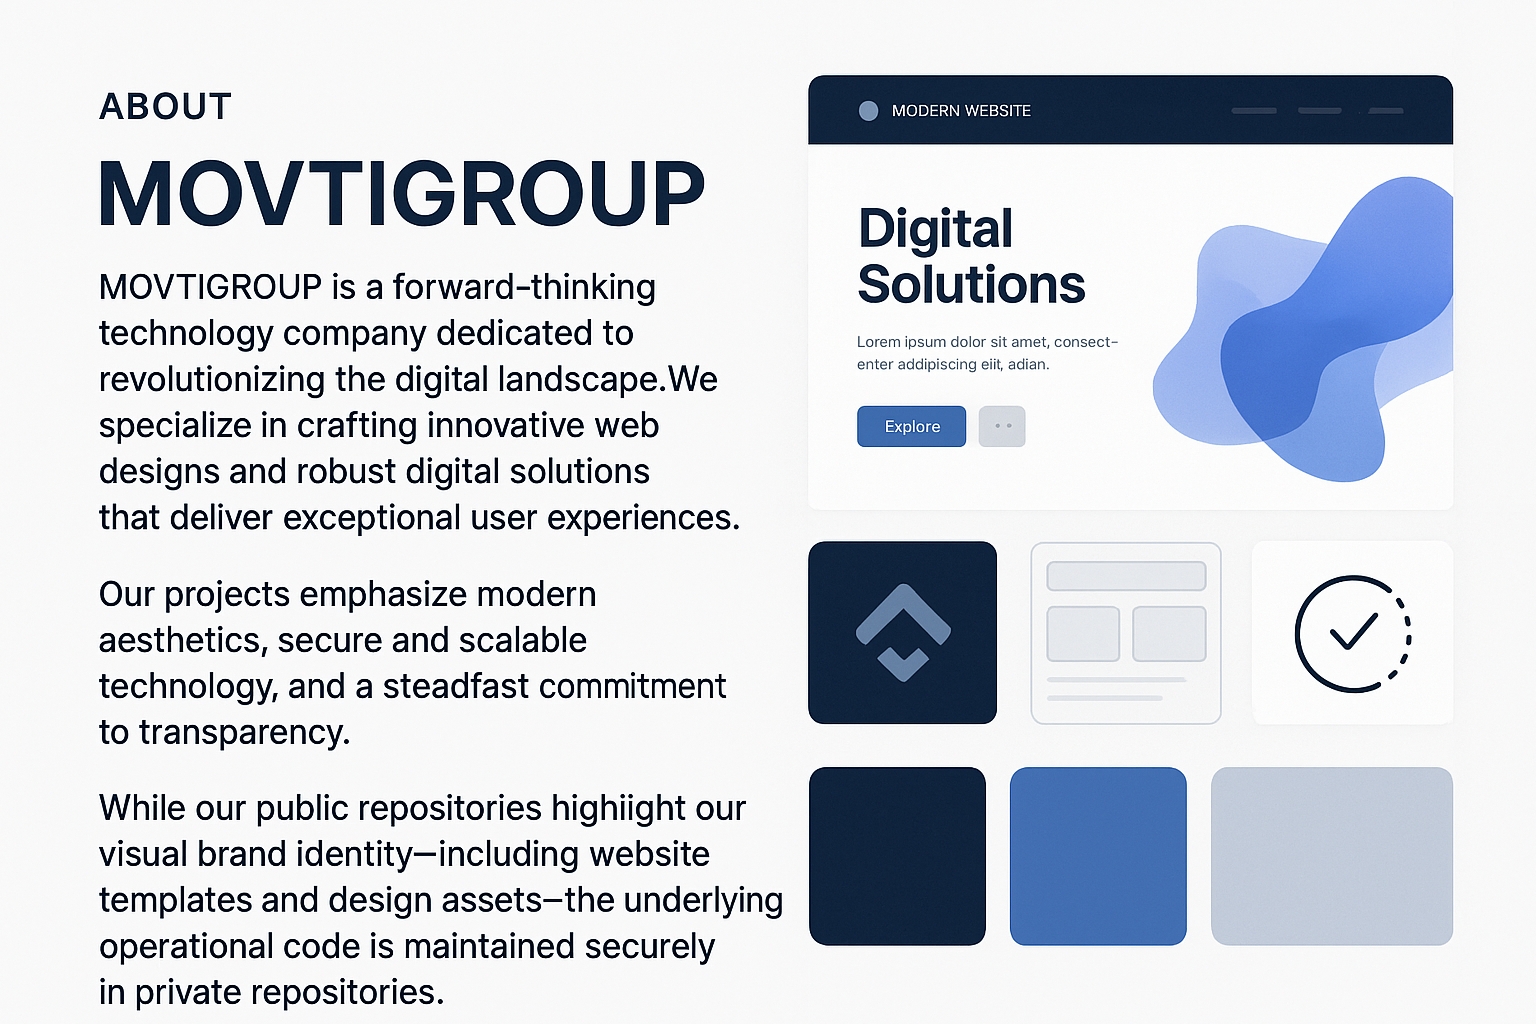 ABOUT
MOVTIGROUP
MOVTIGROUP is a forward-thinking
technology company dedicated to
revolutionizing the digital landscape.We
specialize in crafting innovative web
designs and robust digital solutions
that deliver exceptional user experiences.
Our projects emphasize modern
aesthetics, secure and scalable
technology, and a steadfast commitment
to transparency.
While our public repositories highiight our
visual brand identity—including website
templates and design assets—the underlying
operational code is maintained securely
in private repositories.
MODERN WEBSITE
Digital
Solutions
Lorem ipsum dolor sit amet, consect-
enter addipiscing eiit, adian.
Explore